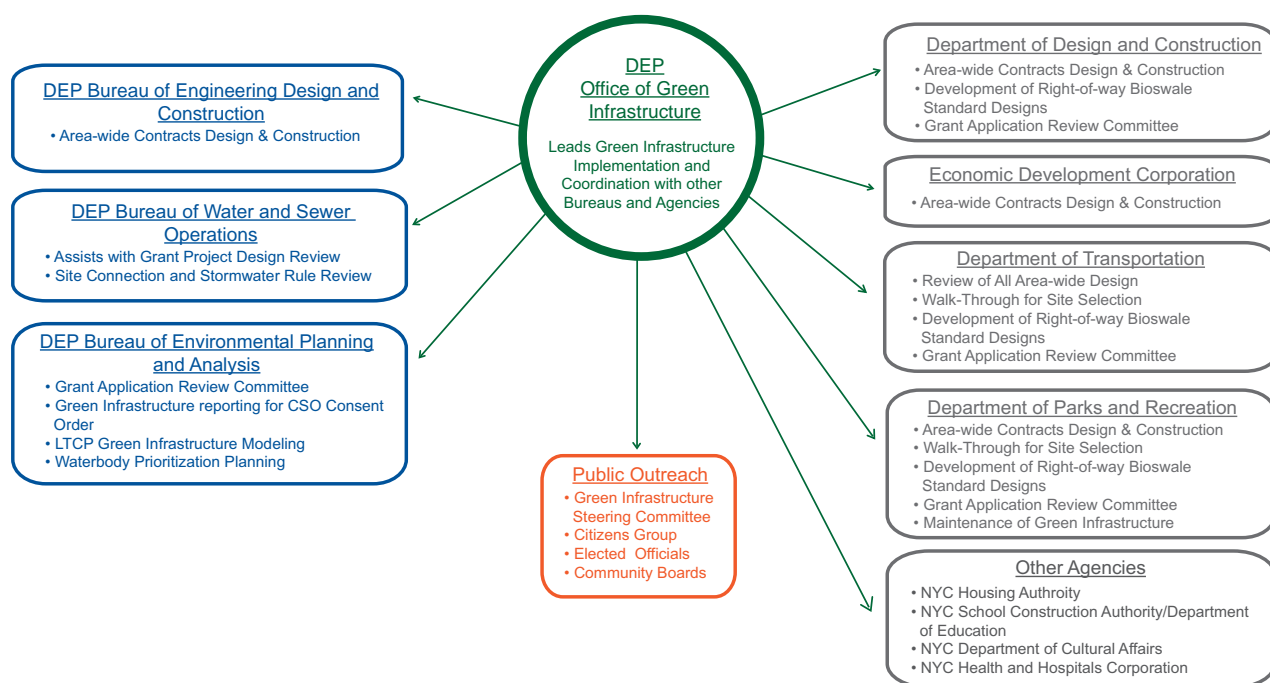 DEP
Office of Green
Infrastructure
Leads Green Infrastructure
Implementation and
Coordination with other
Bureaus and Agencies
DEP Bureau of Engineering Design and
Construction
• Area-wide Contracts Design & Construction
DEP Bureau of Water and Sewer
Operations
• Assists with Grant Project Design Review
• Site Connection and Stormwater Rule Review
DEP Bureau of Environmental Planning
and Analysis
• Grant Application Review Committee
• Green Infrastructure reporting for CSO Consent
Order
• LTCP Green Infrastructure Modeling
• Waterbody Prioritization Planning
Public Outreach
• Green Infrastructure
Steering Committee
• Citizens Group
• Elected Officials
• Community Boards
Department of Design and Construction
• Area-wide Contracts Design & Construction
• Development of Right-of-way Bioswale
Standard Designs
• Grant Application Review Committee
Economic Development Corporation
• Area-wide Contracts Design & Construction
Department of Transportation
• Review of All Area-wide Design
• Walk-Through for Site Selection
• Development of Right-of-way Bioswale
Standard Designs
• Grant Application Review Committee
Department of Parks and Recreation
• Area-wide Contracts Design & Construction
• Walk-Through for Site Selection
• Development of Right-of-way Bioswale
Standard Designs
• Grant Application Review Committee
• Maintenance of Green Infrastructure
Other Agencies
• NYC Housing Authroity
• NYC School Construction Authority/Department
of Education
• NYC Department of Cultural Affairs
• NYC Health and Hospitals Corporation